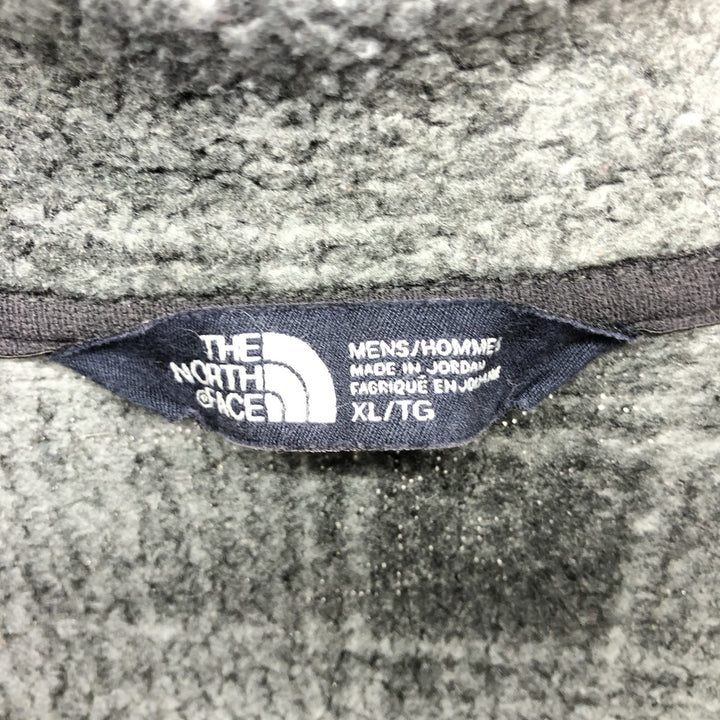 THE
NORTH
FACE
MENS/HOMMES
MADE IN JORDAN
FABRIQUÉ EN JORDANIE
XL/TG